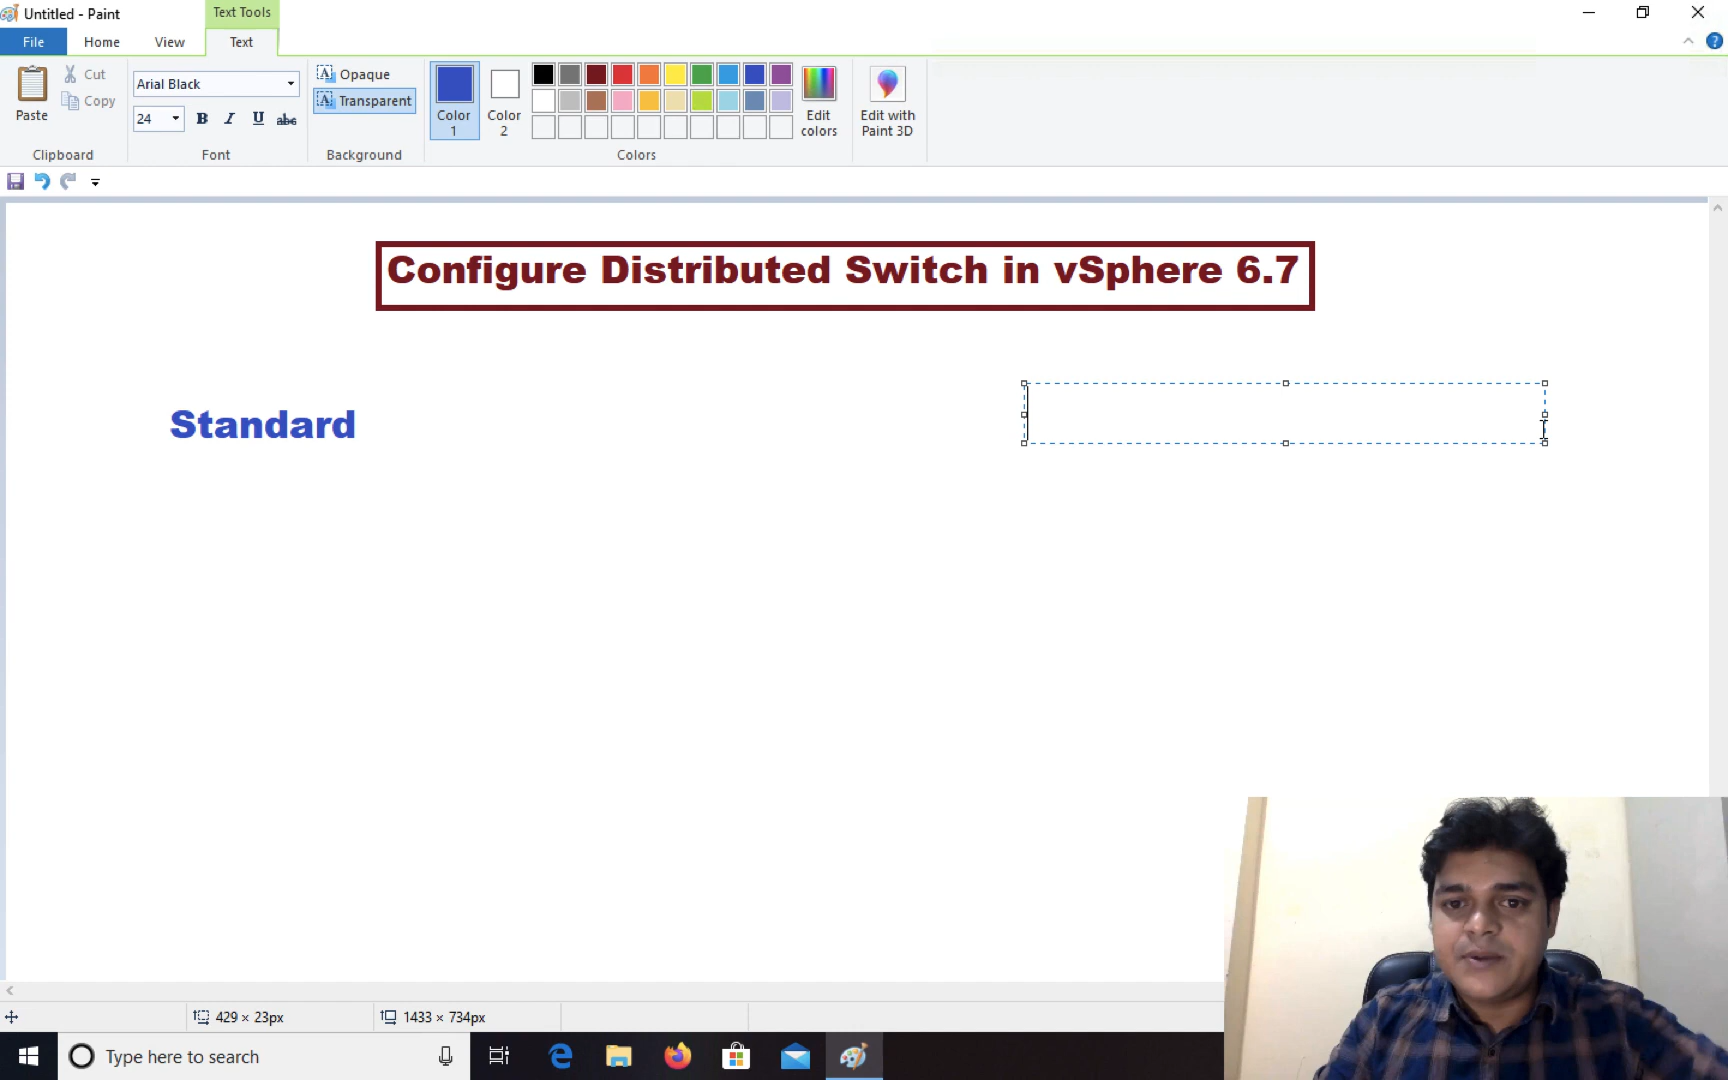 Untitled - Paint
Text Tools
File
Home
View
Text
Paste
Cut
Copy
Clipboard
Arial Black
24
B I U abc
Font
Opaque
Transparent
Background
Color 1
Color 2
Edit colors
Colors
Edit with Paint 3D
Configure Distributed Switch in vSphere 6.7
Standard
429 × 23px
1433 × 734px
Type here to search